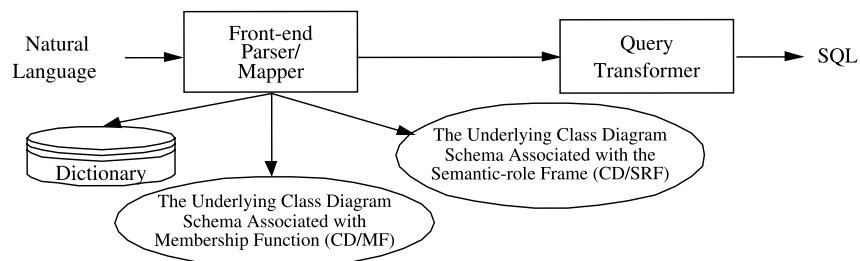 Natural
Language
Front-end
Parser/
Mapper
Query
Transformer
SQL
Dictionary
The Underlying Class Diagram
Schema Associated with the
Semantic-role Frame (CD/SRF)
The Underlying Class Diagram
Schema Associated with
Membership Function (CD/MF)